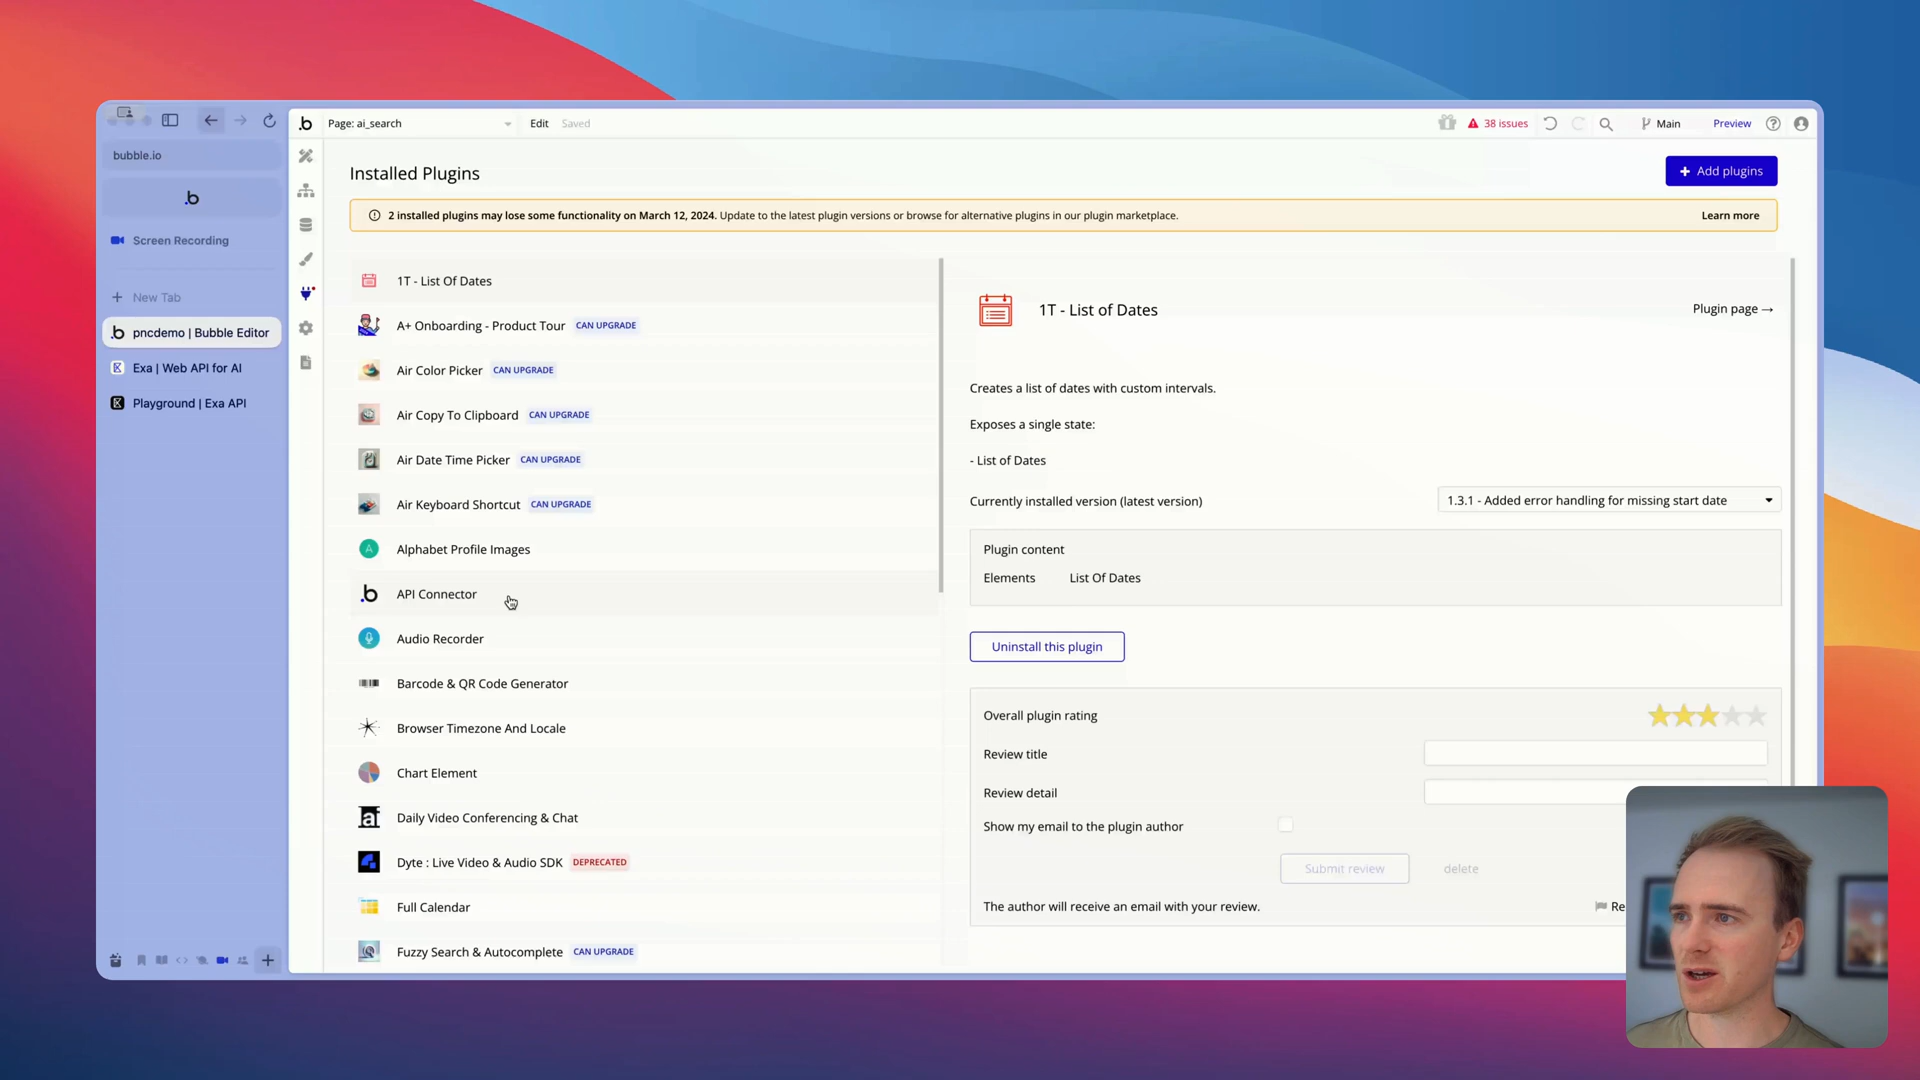 Page: ai_search
Edit
Saved
38 issues
Main
Preview
bubble.io
.b
Screen Recording
New Tab
pncdemo | Bubble Editor
Exa | Web API for AI
Playground | Exa API
Installed Plugins
+ Add plugins
2 installed plugins may lose some functionality on March 12, 2024. Update to the latest plugin versions or browse for alternative plugins in our plugin marketplace.
Learn more
1T - List Of Dates
A+ Onboarding - Product Tour CAN UPGRADE
Air Color Picker CAN UPGRADE
Air Copy To Clipboard CAN UPGRADE
Air Date Time Picker CAN UPGRADE
Air Keyboard Shortcut CAN UPGRADE
A Alphabet Profile Images
.b API Connector
Audio Recorder
Barcode & QR Code Generator
Browser Timezone And Locale
Chart Element
Daily Video Conferencing & Chat
Dyte : Live Video & Audio SDK DEPRECATED
Full Calendar
Fuzzy Search & Autocomplete CAN UPGRADE
1T - List of Dates
Plugin page →
Creates a list of dates with custom intervals.
Exposes a single state:
- List of Dates
Currently installed version (latest version)
1.3.1 - Added error handling for missing start date
Plugin content
Elements List Of Dates
Uninstall this plugin
Overall plugin rating
Review title
Review detail
Show my email to the plugin author
Submit review
delete
The author will receive an email with your review.
Re